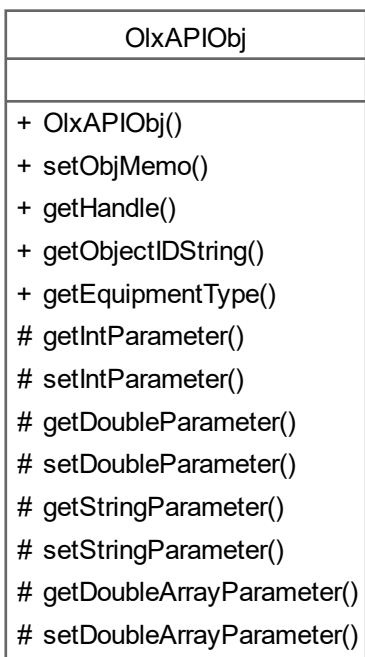 OlxAPIObj
+ OlxAPIObj()
+ setObjMemo()
+ getHandle()
+ getObjectIDString()
+ getEquipmentType()
# getIntParameter()
# setIntParameter()
# getDoubleParameter()
# setDoubleParameter()
# getStringParameter()
# setStringParameter()
# getDoubleArrayParameter()
# setDoubleArrayParameter()